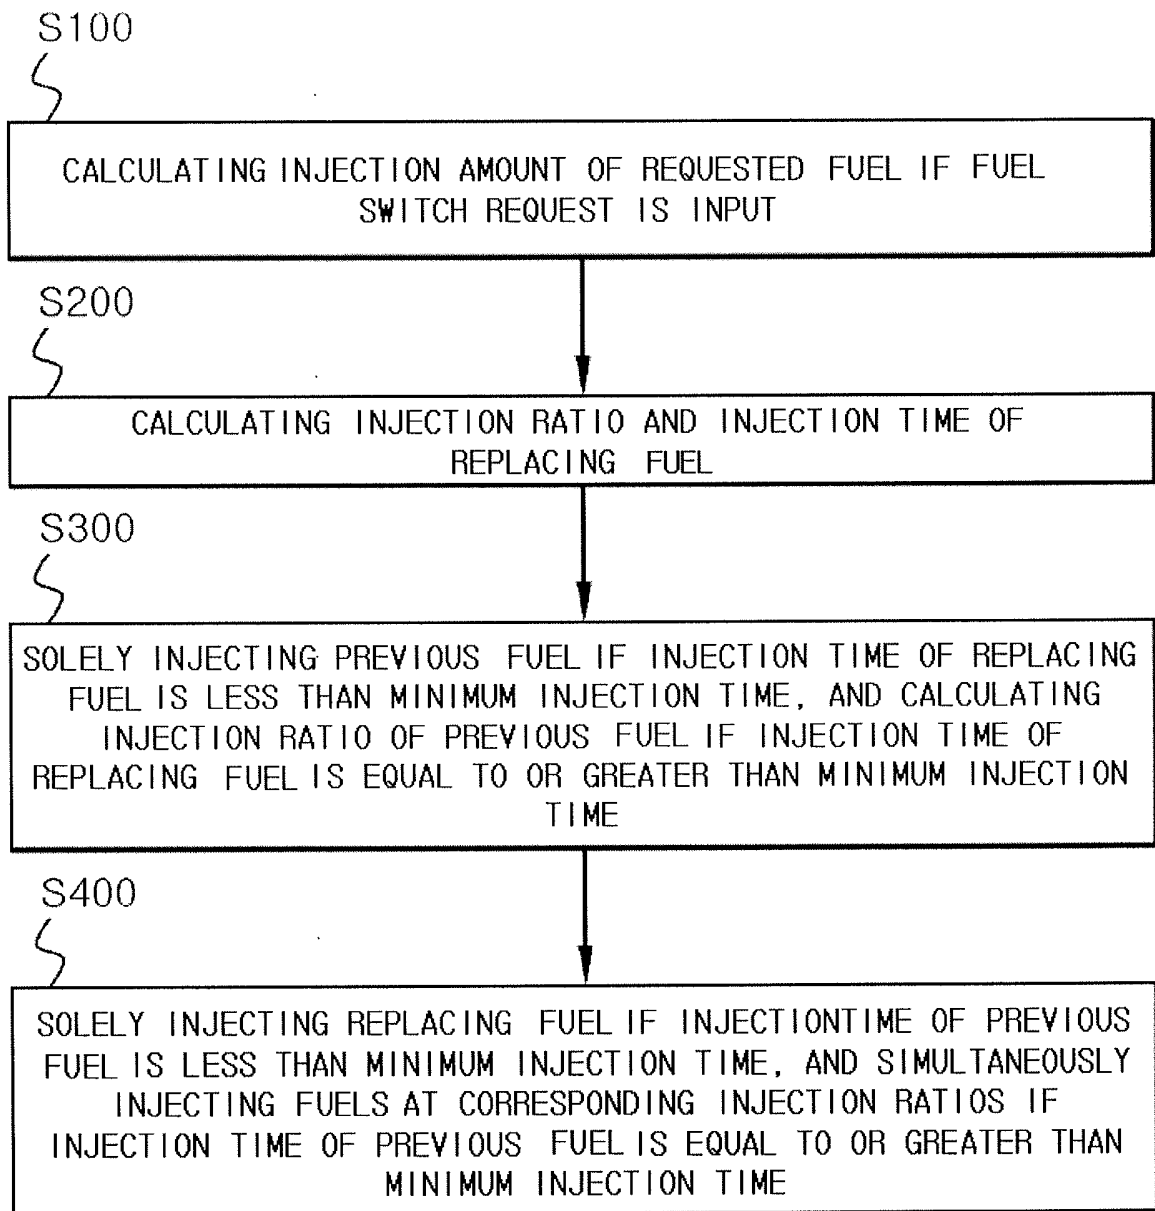 S100
CALCULATING INJECTION AMOUNT OF REQUESTED FUEL IF FUEL
SWITCH REQUEST IS INPUT
S200
CALCULATING INJECTION RATIO AND INJECTION TIME OF
REPLACING FUEL
S300
SOLELY INJECTING PREVIOUS FUEL IF INJECTION TIME OF REPLACING
FUEL IS LESS THAN MINIMUM INJECTION TIME, AND CALCULATING
INJECTION RATIO OF PREVIOUS FUEL IF INJECTION TIME OF
REPLACING FUEL IS EQUAL TO OR GREATER THAN MINIMUM INJECTION
TIME
S400
SOLELY INJECTING REPLACING FUEL IF INJECTIONTIME OF PREVIOUS
FUEL IS LESS THAN MINIMUM INJECTION TIME, AND SIMULTANEOUSLY
INJECTING FUELS AT CORRESPONDING INJECTION RATIOS IF
INJECTION TIME OF PREVIOUS FUEL IS EQUAL TO OR GREATER THAN
MINIMUM INJECTION TIME